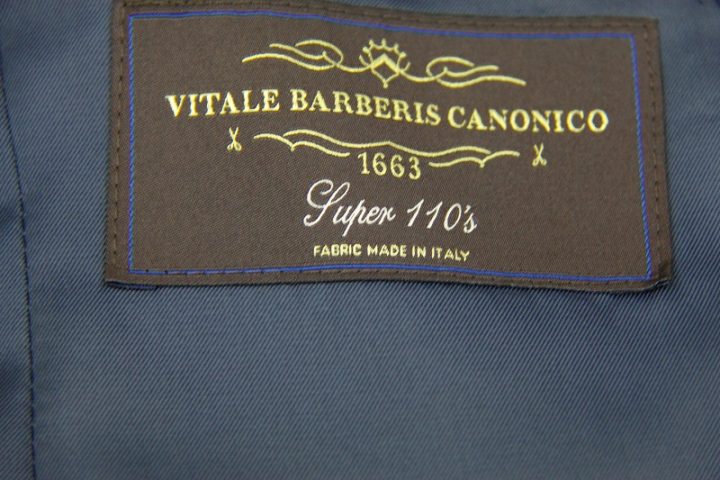 VITALE BARBERIS CANONICO
1663
Super 110's
FABRIC MADE IN ITALY